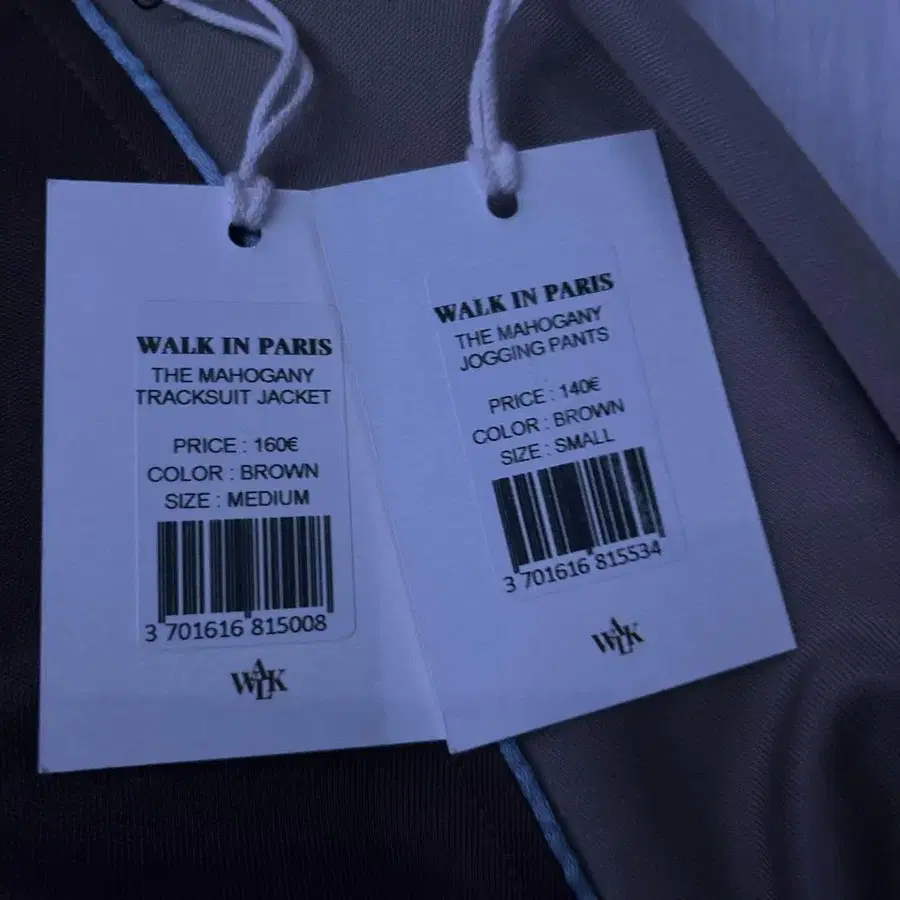 WALK IN PARIS
THE MAHOGANY
TRACKSUIT JACKET
PRICE : 160€
COLOR : BROWN
SIZE : MEDIUM
3 701616 815008
WALK
WALK IN PARIS
THE MAHOGANY
JOGGING PANTS
PRICE : 140€
COLOR : BROWN
SIZE : SMALL
3 701616 815534
WALK